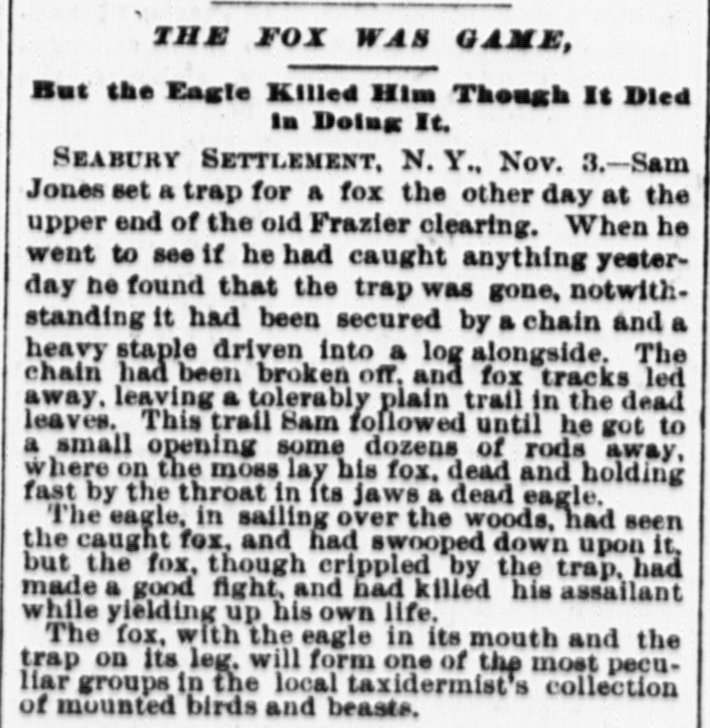 THE FOX WAS GAME,
But the Eagle Killed Him Though It Died
in Doing It.
SEABURY SETTLEMENT, N. Y., Nov. 3.—Sam
Jones set a trap for a fox the other day at the
upper end of the old Frazier clearing. When he
went to see if he had caught anything yester-
day he found that the trap was gone, notwith-
standing it had been secured by a chain and a
heavy staple driven into a log alongside. The
chain had been broken off, and fox tracks led
away, leaving a tolerably plain trail in the dead
leaves. This trail Sam followed until he got to
a small opening some dozens of rods away,
where on the moss lay his fox, dead and holding
fast by the throat in its jaws a dead eagle.
The eagle, in sailing over the woods, had seen
the caught fox, and had swooped down upon it,
but the fox, though crippled by the trap, had
made a good fight, and had killed his assailant
while yielding up his own life.
The fox, with the eagle in its mouth and the
trap on its leg, will form one of the most pecu-
liar groups in the local taxidermist's collection
of mounted birds and beasts.